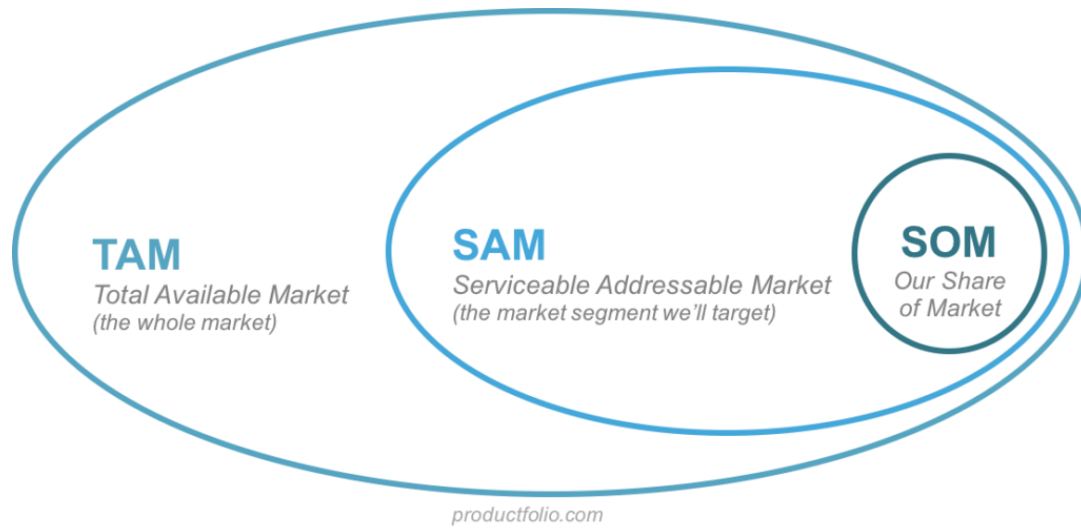 TAM
Total Available Market
(the whole market)
SAM
Serviceable Addressable Market
(the market segment we’ll target)
SOM
Our Share
of Market
productfolio.com